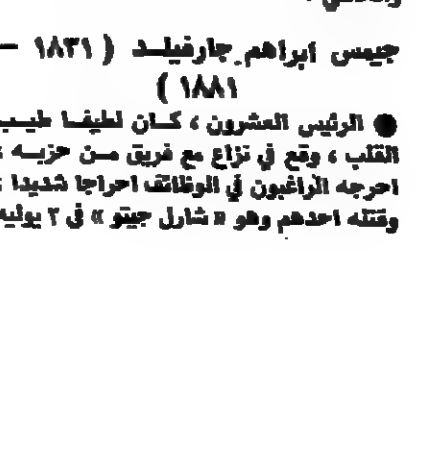 جيمس ابراهم جارفيلد ( ١٨٣١ —
١٨٨١ )
● الرئيس العشرون ، كان لطيفا طيب
القلب ، وقع في نزاع مع فريق من حزبه ،
احرجه الراغبون في الوظائف احراجا شديدا ،
وقتله احدهم وهو « شارل جيتو » في ٢ يوليه